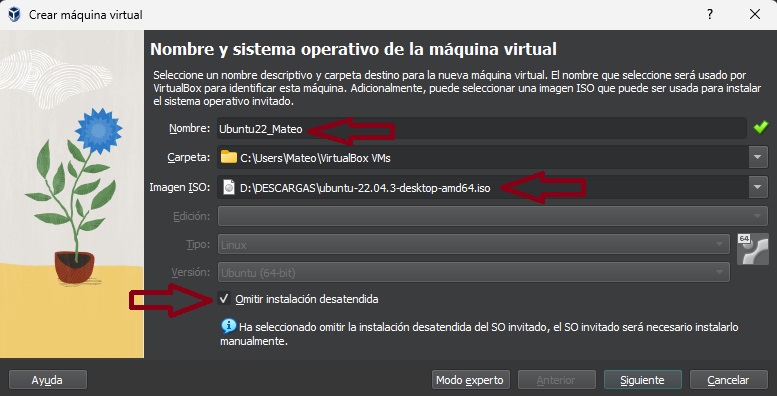 Crear máquina virtual
Nombre y sistema operativo de la máquina virtual
Seleccione un nombre descriptivo y carpeta destino para la nueva máquina virtual. El nombre que seleccione será usado por
VirtualBox para identificar esta máquina. Adicionalmente, puede seleccionar una imagen ISO que puede ser usada para instalar
el sistema operativo invitado.
Nombre: Ubuntu22_Mateo
Carpeta: C:\Users\Mateo\VirtualBox VMs
Imagen ISO: D:\DESCARGAS\ubuntu-22.04.3-desktop-amd64.iso
Edición:
Tipo: Linux
64
Versión: Ubuntu (64-bit)
Omitir instalación desatendida
Ha seleccionado omitir la instalación desatendida del SO invitado, el SO invitado será necesario instalarlo
manualmente.
Ayuda Modo experto Anterior Siguiente Cancelar